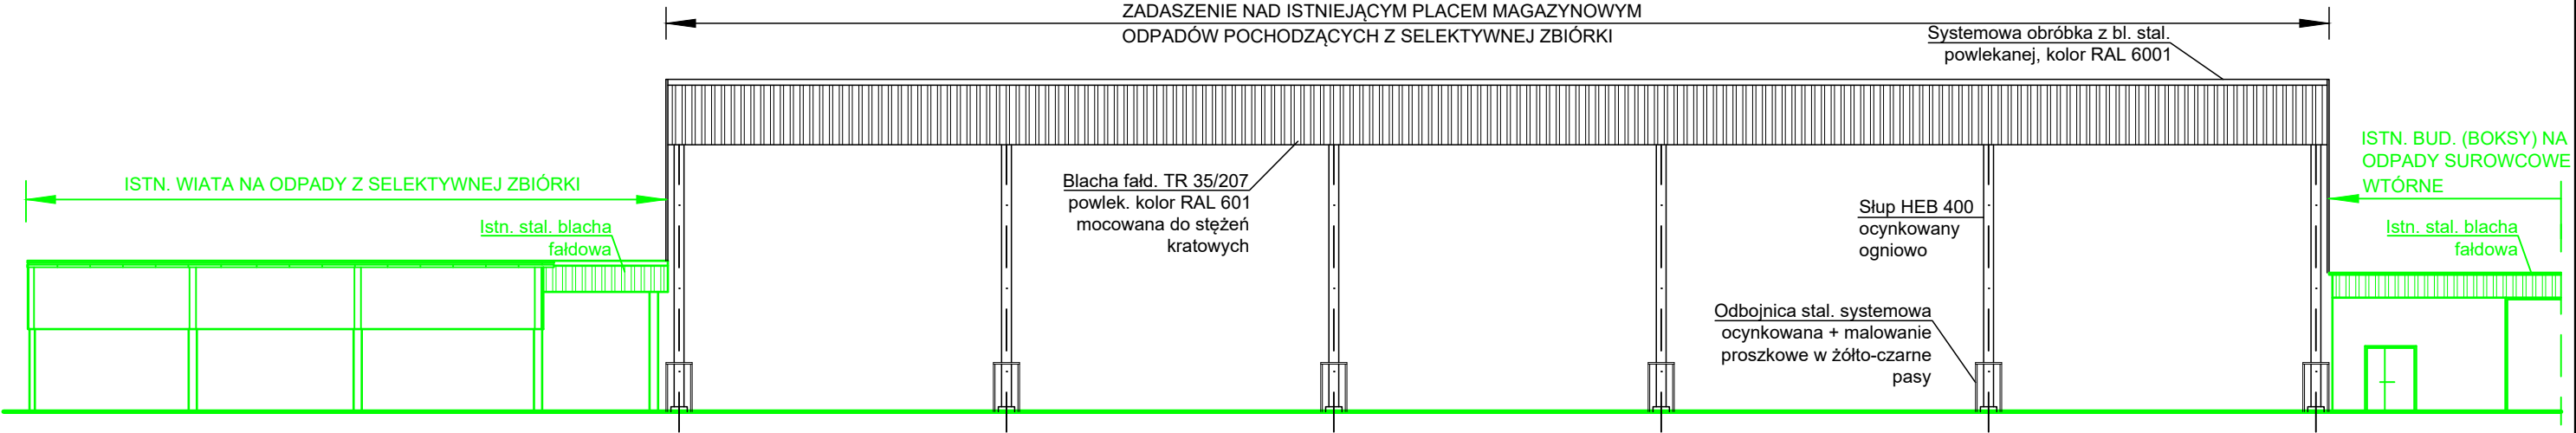 ZADASZENIE NAD ISTNIEJĄCYM PLACEM MAGAZYNOWYM
ODPADÓW POCHODZĄCYCH Z SELEKTYWNEJ ZBIÓRKI
Systemowa obróbka z bl. stal.
powlekanej, kolor RAL 6001
ISTN. WIATA NA ODPADY Z SELEKTYWNEJ ZBIÓRKI
Istn. stal. blacha
fałdowa
Blacha fałd. TR 35/207
powlek. kolor RAL 601
mocowana do stężeń
kratowych
Słup HEB 400
ocynkowany
ogniowo
Odbojnica stal. systemowa
ocynkowana + malowanie
proszkowe w żółto-czarne
pasy
ISTN. BUD. (BOKSY) NA
ODPADY SUROWCOWE
WTÓRNE
Istn. stal. blacha
fałdowa